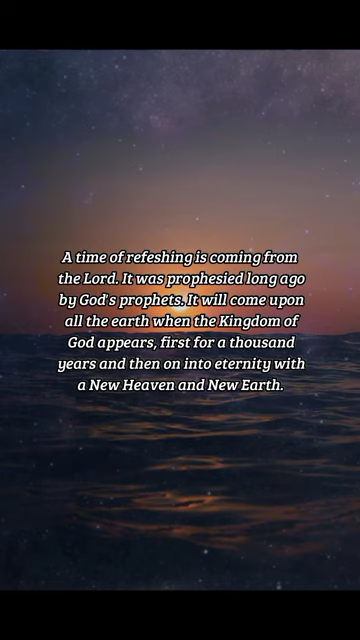 A time of refeshing is coming from
the Lord. It was prophesied long ago
by God's prophets. It will come upon
all the earth when the Kingdom of
God appears, first for a thousand
years and then on into eternity with
a New Heaven and New Earth.